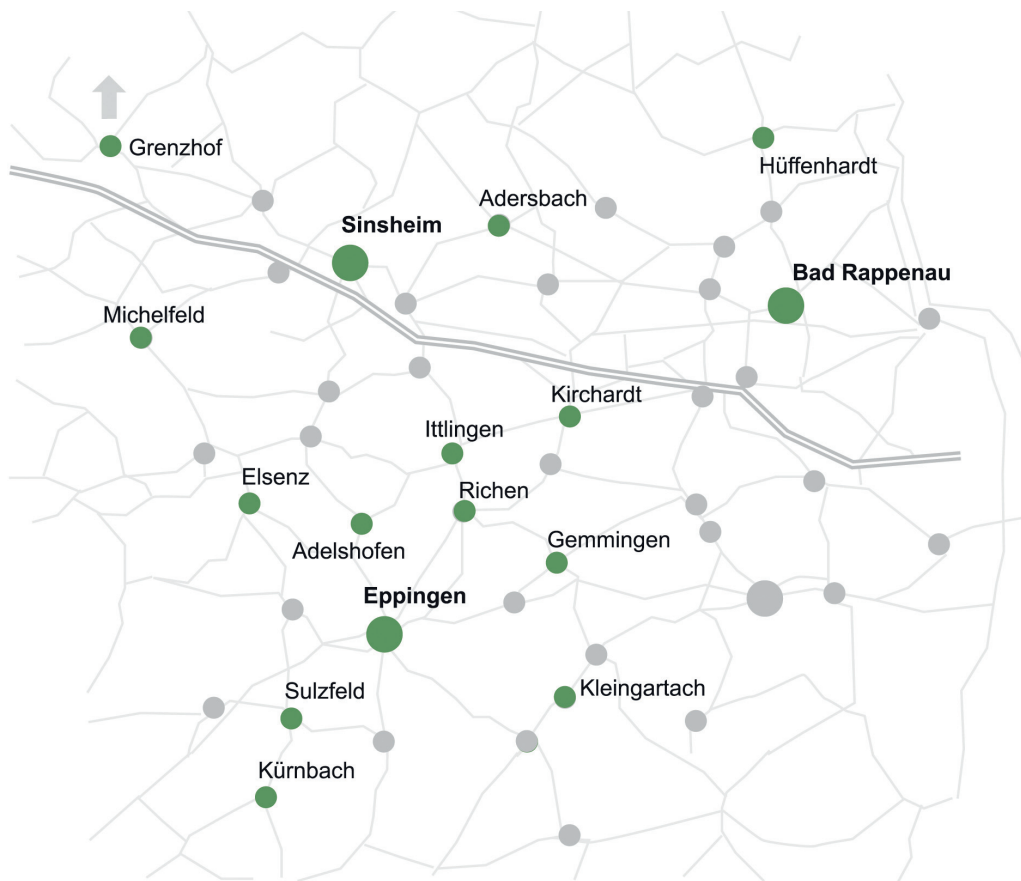 Grenzhof
Hüffenhardt
Adersbach
Sinsheim
Bad Rappenau
Michelfeld
Kirchardt
Ittlingen
Elsenz
Richen
Adelshofen
Gemmingen
Eppingen
Sulzfeld
Kleingartach
Kürnbach